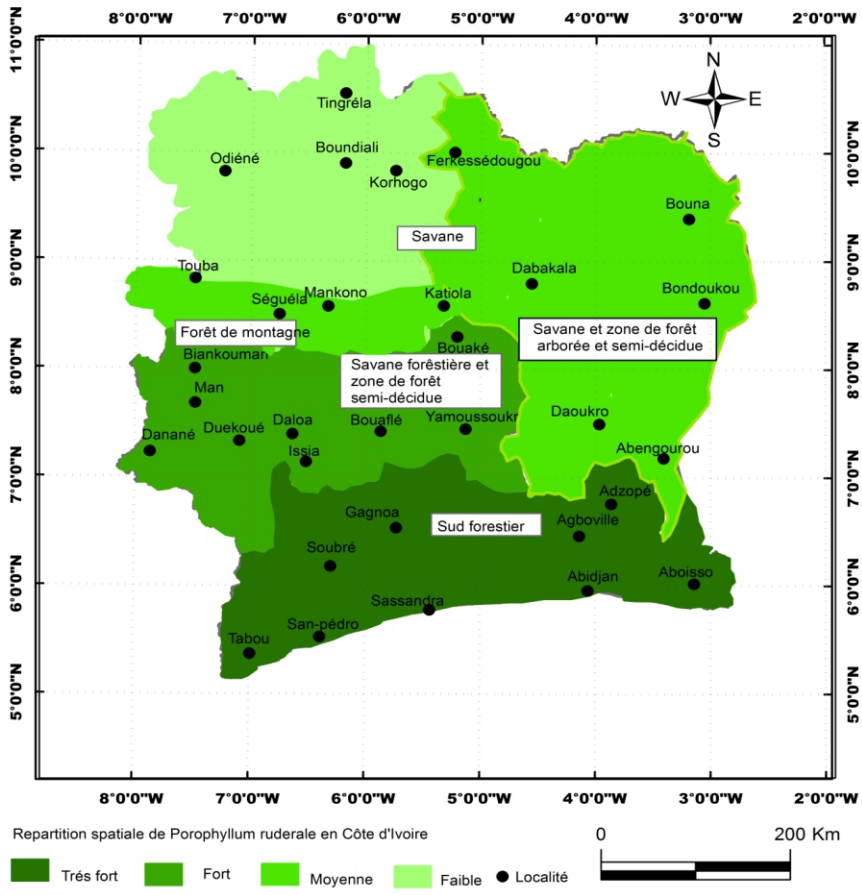 8°0'0"W 7°0'0"W 6°0'0"W 5°0'0"W 4°0'0"W 3°0'0"W 2°0'0"W
11°0'0"N
10°0'0"N
9°0'0"N
8°0'0"N
7°0'0"N
6°0'0"N
5°0'0"N
N
W E
S
Tingréla
Boundiali
Ferkessédougou
Odiéné
Korhogo
Bouna
Savane
Touba
Dabakala
Séguéla
Mankono
Katiola
Bondoukou
Forêt de montagne
Savane et zone de forêt
arborée et semi-décidue
Bouaké
Biankouman
Savane forêstière et
zone de forêt
semi-décidue
Man
Danané
Duekoué
Daloa
Bouaflé
Yamoussoukr
Daoukro
Issia
Abengourou
Adzopé
Gagnoa
Sud forestier
Agboville
Soubré
Abidjan
Aboisso
Sassandra
San-pédro
Tabou
11°0'0"N
10°0'0"N
9°0'0"N
8°0'0"N
7°0'0"N
6°0'0"N
5°0'0"N
8°0'0"W 7°0'0"W 6°0'0"W 5°0'0"W 4°0'0"W 3°0'0"W 2°0'0"W
Repartition spatiale de Porophyllum ruderale en Côte d'Ivoire
0 200 Km
Trés fort Fort Moyenne Faible Localité